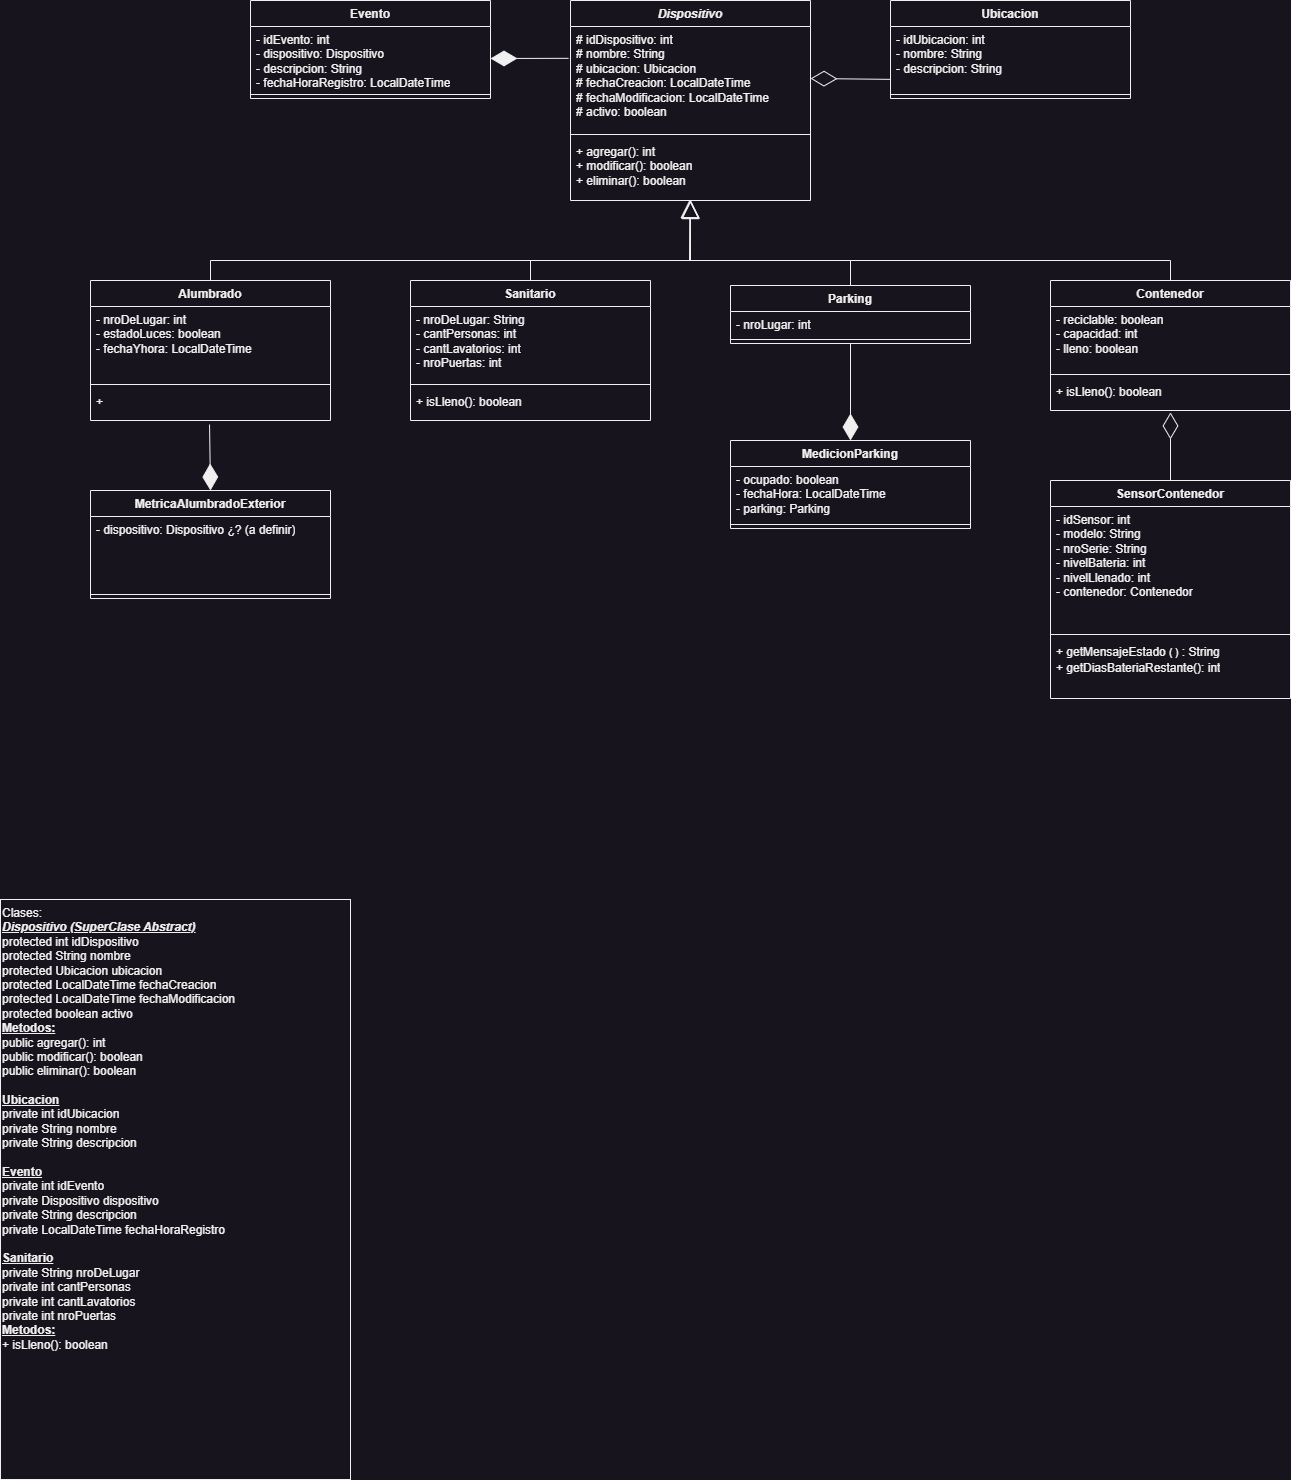 Evento
- idEvento: int
- dispositivo: Dispositivo
- descripcion: String
- fechaHoraRegistro: LocalDateTime
Dispositivo
# idDispositivo: int
# nombre: String
# ubicacion: Ubicacion
# fechaCreacion: LocalDateTime
# fechaModificacion: LocalDateTime
# activo: boolean
+ agregar(): int
+ modificar(): boolean
+ eliminar(): boolean
Ubicacion
- idUbicacion: int
- nombre: String
- descripcion: String
Alumbrado
- nroDeLugar: int
- estadoLuces: boolean
- fechaYhora: LocalDateTime
+
Sanitario
- nroDeLugar: String
- cantPersonas: int
- cantLavatorios: int
- nroPuertas: int
+ isLleno(): boolean
Parking
- nroLugar: int
Contenedor
- reciclable: boolean
- capacidad: int
- lleno: boolean
+ isLleno(): boolean
MetricaAlumbradoExterior
- dispositivo: Dispositivo ¿? (a definir)
MedicionParking
- ocupado: boolean
- fechaHora: LocalDateTime
- parking: Parking
SensorContenedor
- idSensor: int
- modelo: String
- nroSerie: String
- nivelBateria: int
- nivelLlenado: int
- contenedor: Contenedor
+ getMensajeEstado ( ) : String
+ getDiasBateriaRestante(): int
Clases:
Dispositivo (SuperClase Abstract)
protected int idDispositivo
protected String nombre
protected Ubicacion ubicacion
protected LocalDateTime fechaCreacion
protected LocalDateTime fechaModificacion
protected boolean activo
Metodos:
public agregar(): int
public modificar(): boolean
public eliminar(): boolean
Ubicacion
private int idUbicacion
private String nombre
private String descripcion
Evento
private int idEvento
private Dispositivo dispositivo
private String descripcion
private LocalDateTime fechaHoraRegistro
Sanitario
private String nroDeLugar
private int cantPersonas
private int cantLavatorios
private int nroPuertas
Metodos:
+ isLleno(): boolean